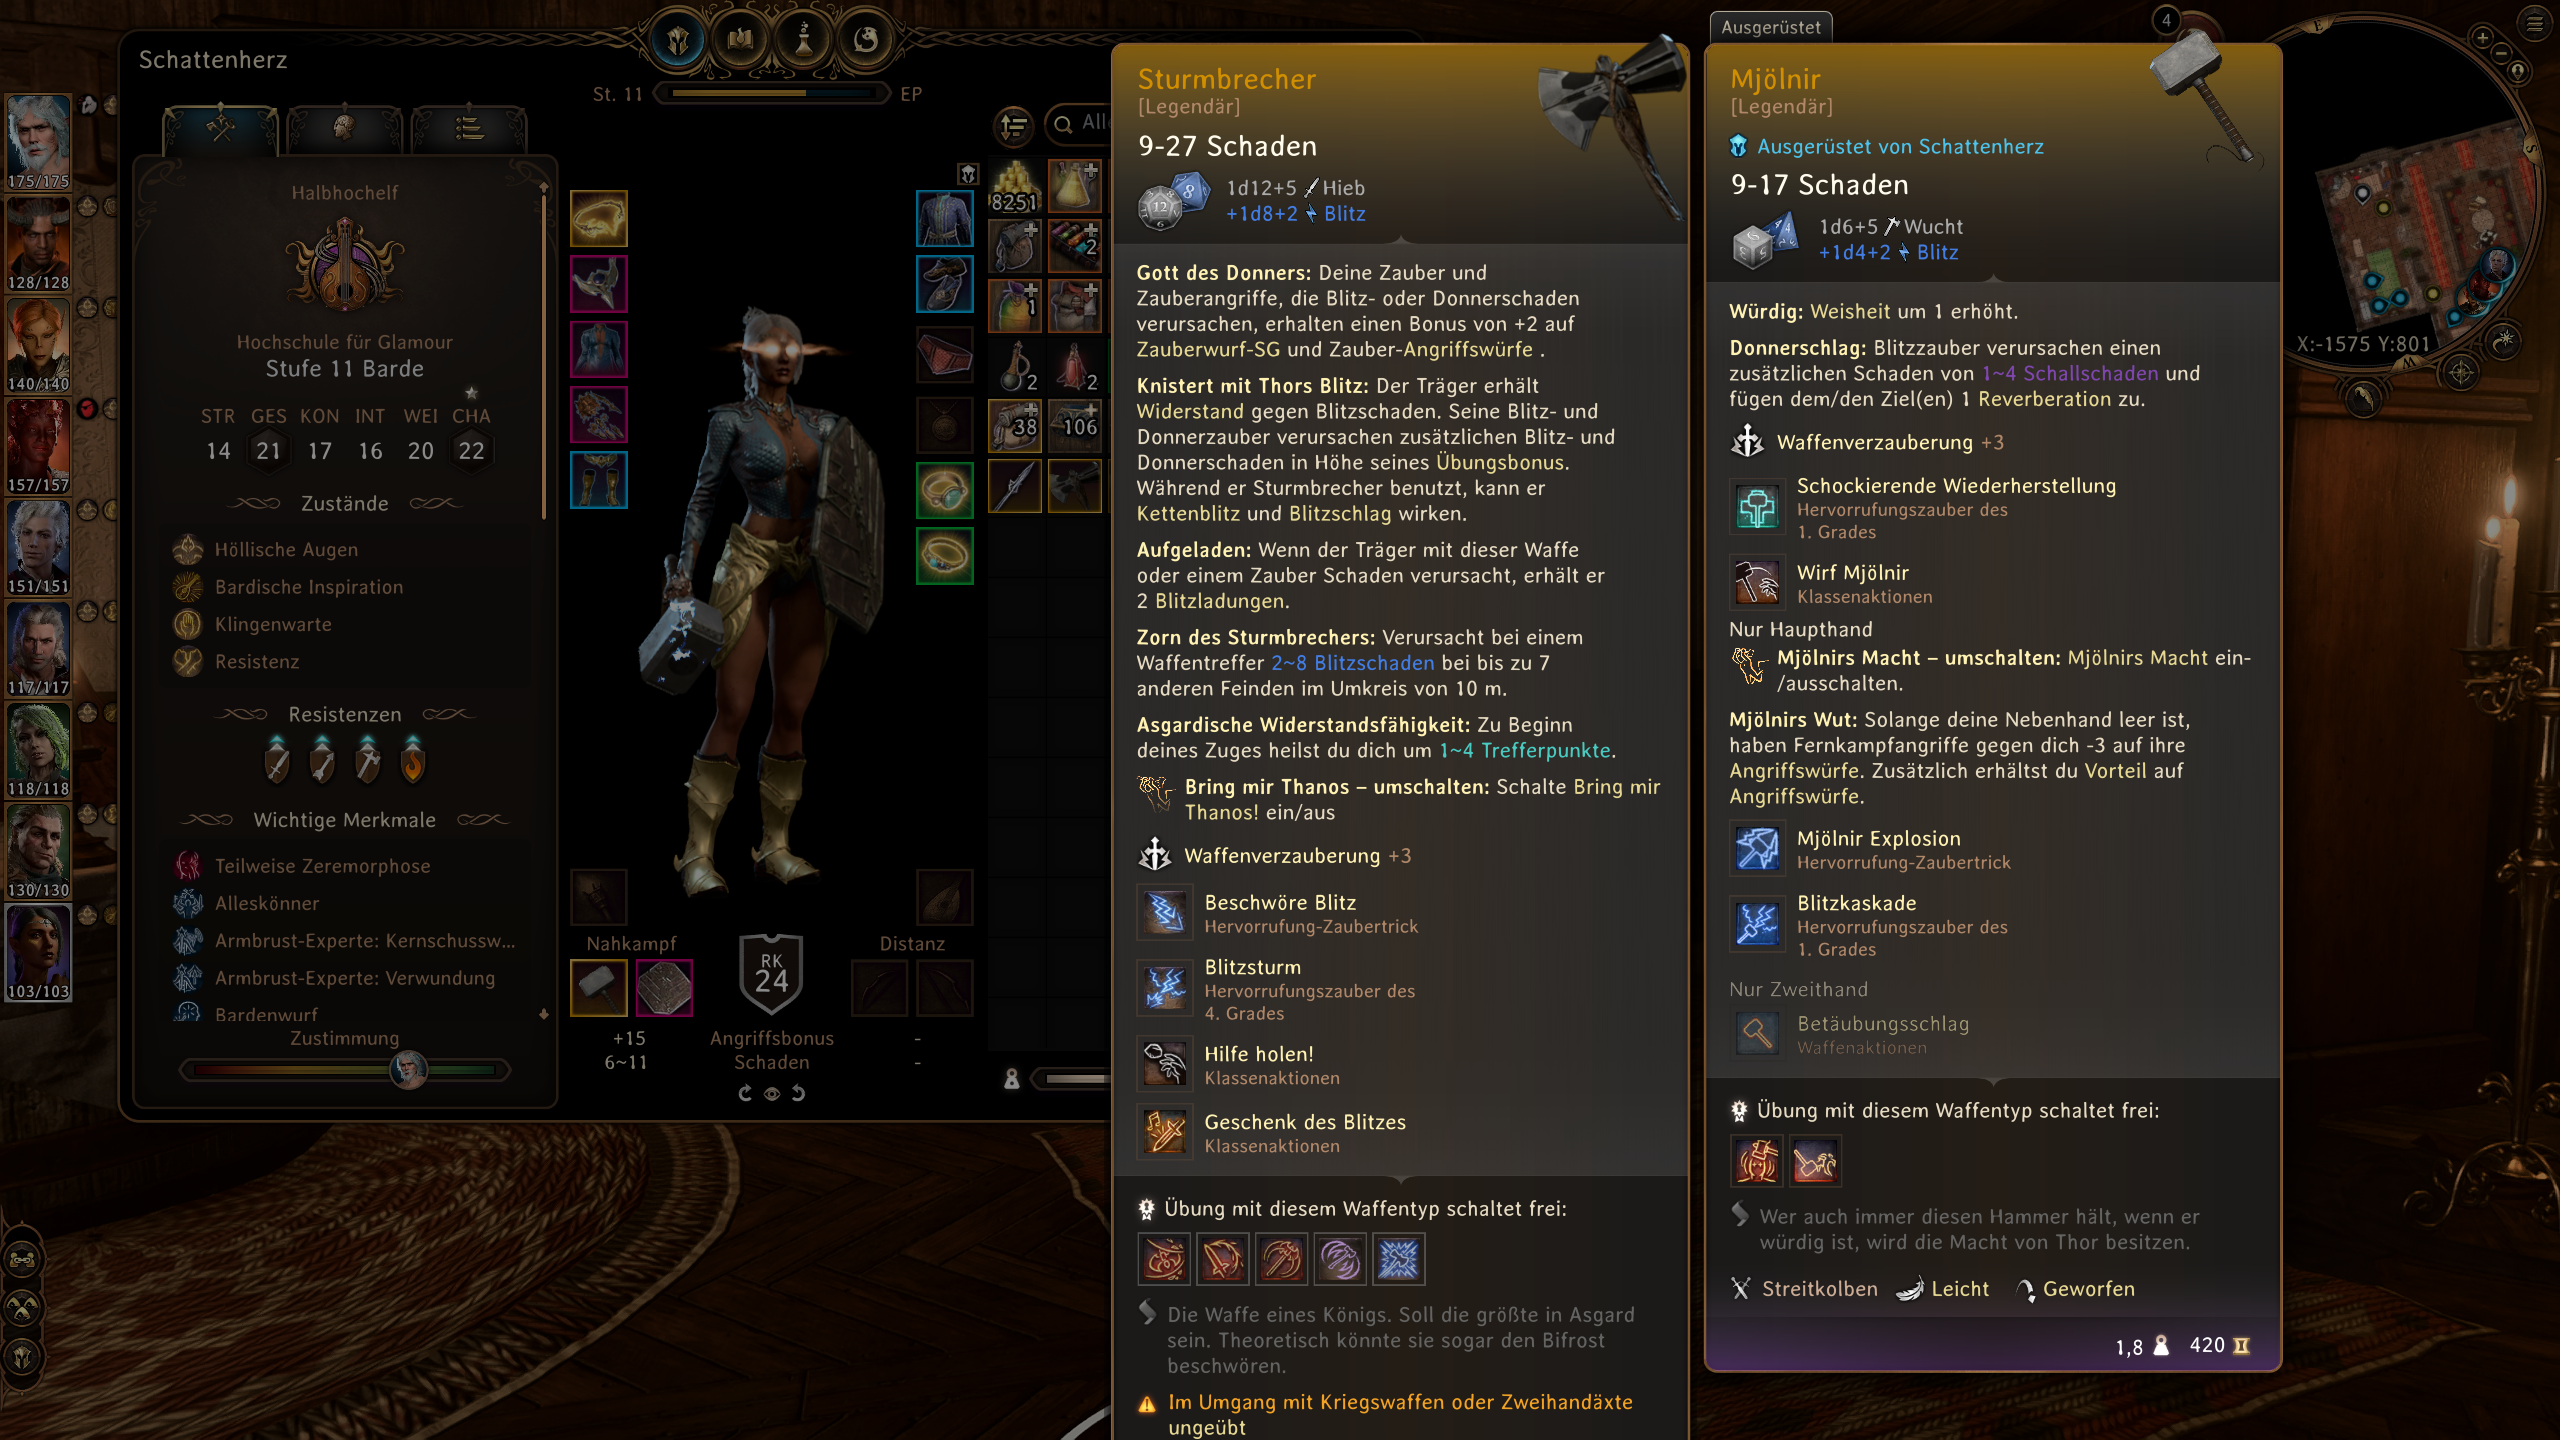 Schattenherz
St. 11
EP
175/175
128/128
140/140
157/157
151/151
117/117
118/118
130/130
103/103
Halbhochelf
Hochschule für Glamour
Stufe 11 Barde
STR GES KON INT WEI CHA
14 21 17 16 20 22
Zustände
Höllische Augen
Bardische Inspiration
Klingenwarte
Resistenz
Resistenzen
Wichtige Merkmale
Teilweise Zeremorphose
Alleskönner
Armbrust-Experte: Kernschussw...
Armbrust-Experte: Verwundung
Bardenwurf
Zustimmung
Nahkampf
RK
24
Distanz
+15 Angriffsbonus -
6~11 Schaden -
8251
2
1
2
2
38
106
Sturmbrecher
[Legendär]
9-27 Schaden
12
6
8
1d12+5 Hieb
+1d8+2 Blitz
Gott des Donners: Deine Zauber und
Zauberangriffe, die Blitz- oder Donnerschaden
verursachen, erhalten einen Bonus von +2 auf
Zauberwurf-SG und Zauber-Angriffswürfe .
Knistert mit Thors Blitz: Der Träger erhält
Widerstand gegen Blitzschaden. Seine Blitz- und
Donnerzauber verursachen zusätzlichen Blitz- und
Donnerschaden in Höhe seines Übungsbonus.
Während er Sturmbrecher benutzt, kann er
Kettenblitz und Blitzschlag wirken.
Aufgeladen: Wenn der Träger mit dieser Waffe
oder einem Zauber Schaden verursacht, erhält er
2 Blitzladungen.
Zorn des Sturmbrechers: Verursacht bei einem
Waffentreffer 2~8 Blitzschaden bei bis zu 7
anderen Feinden im Umkreis von 10 m.
Asgardische Widerstandsfähigkeit: Zu Beginn
deines Zuges heilst du dich um 1~4 Trefferpunkte.
Bring mir Thanos – umschalten: Schalte Bring mir
Thanos! ein/aus
Waffenverzauberung +3
Beschwöre Blitz
Hervorrufung-Zaubertrick
Blitzsturm
Hervorrufungszauber des
4. Grades
Hilfe holen!
Klassenaktionen
Geschenk des Blitzes
Klassenaktionen
Übung mit diesem Waffentyp schaltet frei:
Die Waffe eines Königs. Soll die größte in Asgard
sein. Theoretisch könnte sie sogar den Bifrost
beschwören.
Im Umgang mit Kriegswaffen oder Zweihandäxte
ungeübt
Ausgerüstet
Mjölnir
[Legendär]
Ausgerüstet von Schattenherz
9-17 Schaden
1d6+5 Wucht
+1d4+2 Blitz
Würdig: Weisheit um 1 erhöht.
Donnerschlag: Blitzzauber verursachen einen
zusätzlichen Schaden von 1~4 Schallschaden und
fügen dem/den Ziel(en) 1 Reverberation zu.
Waffenverzauberung +3
Schockierende Wiederherstellung
Hervorrufungszauber des
1. Grades
Wirf Mjölnir
Klassenaktionen
Nur Haupthand
Mjölnirs Macht – umschalten: Mjölnirs Macht ein-
/ausschalten.
Mjölnirs Wut: Solange deine Nebenhand leer ist,
haben Fernkampfangriffe gegen dich -3 auf ihre
Angriffswürfe. Zusätzlich erhältst du Vorteil auf
Angriffswürfe.
Mjölnir Explosion
Hervorrufung-Zaubertrick
Blitzkaskade
Hervorrufungszauber des
1. Grades
Nur Zweithand
Betäubungsschlag
Waffenaktionen
Übung mit diesem Waffentyp schaltet frei:
Wer auch immer diesen Hammer hält, wenn er
würdig ist, wird die Macht von Thor besitzen.
Streitkolben Leicht Geworfen
1,8 420
4
X:-1575 Y:801